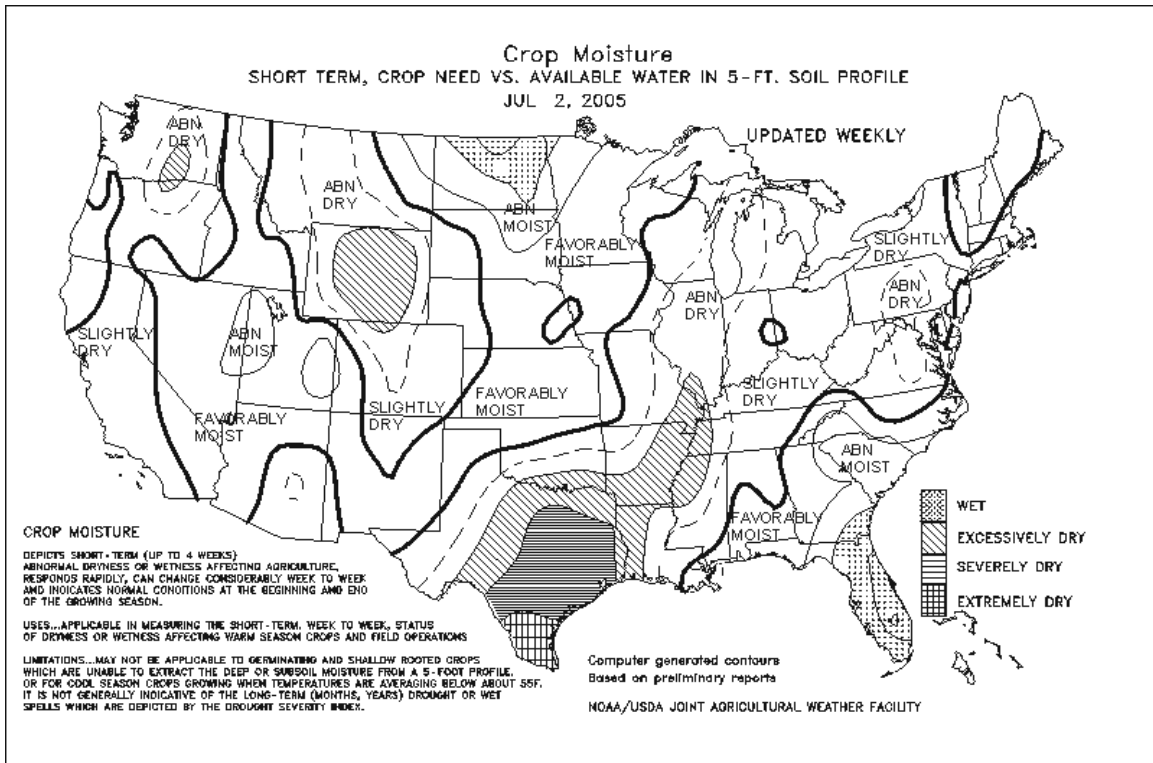 Crop Moisture
SHORT TERM, CROP NEED VS. AVAILABLE WATER IN 5-FT. SOIL PROFILE
JUL 2, 2005
UPDATED WEEKLY
ABN
DRY
ABN
DRY
ABN
MOIST
FAVORABLY
MOIST
SLIGHTLY
DRY
ABN
DRY
ABN
DRY
SLIGHTLY
DRY
ABN
MOIST
SLIGHTLY
DRY
FAVORABLY
MOIST
SLIGHTLY
DRY
FAVORABLY
MOIST
ABN
MOIST
FAVORABLY
MOIST
WET
EXCESSIVELY DRY
SEVERELY DRY
EXTREMELY DRY
CROP MOISTURE
DEPICTS SHORT-TERM (UP TO 4 WEEKS)
ABNORMAL DRYNESS OR WETNESS AFFECTING AGRICULTURE,
RESPONDS RAPIDLY, CAN CHANGE CONSIDERABLY WEEK TO WEEK
AND INDICATES NORMAL CONDITIONS AT THE BEGINNING AND END
OF THE GROWING SEASON.
USES...APPLICABLE IN MEASURING THE SHORT-TERM, WEEK TO WEEK, STATUS
OF DRYNESS OR WETNESS AFFECTING WARM SEASON CROPS AND FIELD OPERATIONS
LIMITATIONS...MAY NOT BE APPLICABLE TO GERMINATING AND SHALLOW ROOTED CROPS
WHICH ARE UNABLE TO EXTRACT THE DEEP OR SUBSOIL MOISTURE FROM A 5-FOOT PROFILE,
OR FOR COOL SEASON CROPS GROWING WHEN TEMPERATURES ARE AVERAGING BELOW ABOUT 55F.
IT IS NOT GENERALLY INDICATIVE OF THE LONG-TERM (MONTHS, YEARS) DROUGHT OR WET
SPELLS WHICH ARE DEPICTED BY THE DROUGHT SEVERITY INDEX.
Computer generated contours
Based on preliminary reports
NOAA/USDA JOINT AGRICULTURAL WEATHER FACILITY